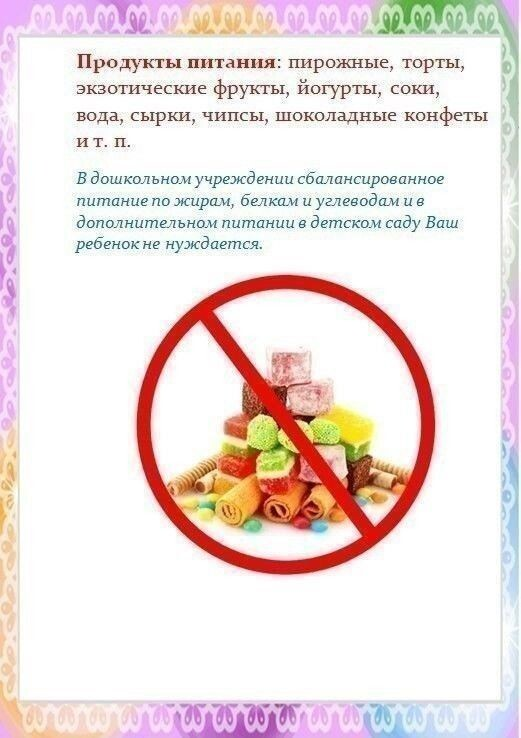 Продукты питания: пирожные, торты,
экзотические фрукты, йогурты, соки,
вода, сырки, чипсы, шоколадные конфеты
и т. п.
В дошкольном учреждении сбалансированное
питание по жирам, белкам и углеводам и в
дополнительном питании в детском саду Ваш
ребенок не нуждается.